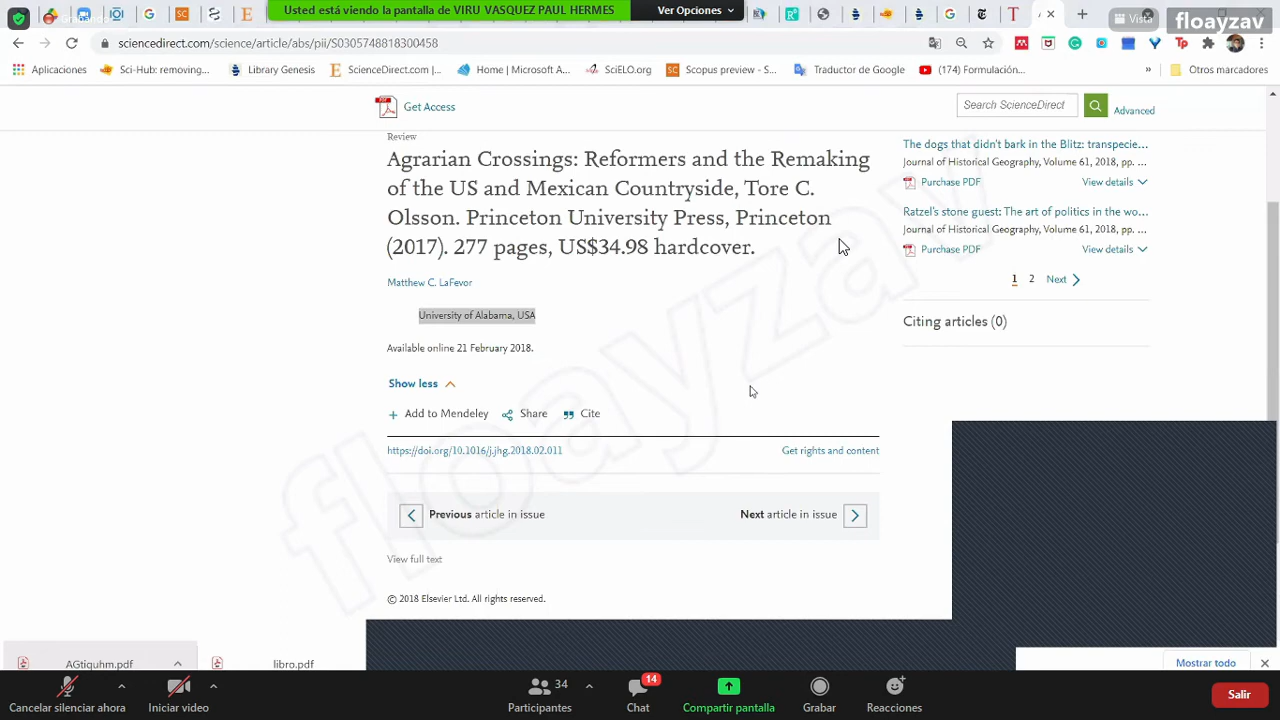 Usted está viendo la pantalla de VIRU VASQUEZ PAUL HERMES
Ver Opciones
Vista
floayzav
sciencedirect.com/science/article/abs/pii/S0305748818300458
Aplicaciones
Sci-Hub: removing...
Library Genesis
ScienceDirect.com |...
Home | Microsoft A...
SciELO.org
Scopus preview - S...
Traductor de Google
(174) Formulación...
»
Otros marcadores
Get Access
Search ScienceDirect
Advanced
Review
Agrarian Crossings: Reformers and the Remaking
of the US and Mexican Countryside, Tore C.
Olsson. Princeton University Press, Princeton
(2017). 277 pages, US$34.98 hardcover.
Matthew C. LaFevor
University of Alabama, USA
Available online 21 February 2018.
Show less
Add to Mendeley
Share
Cite
https://doi.org/10.1016/j.jhg.2018.02.011
Get rights and content
Previous article in issue
Next article in issue
View full text
© 2018 Elsevier Ltd. All rights reserved.
The dogs that didn't bark in the Blitz: transpecie...
Journal of Historical Geography, Volume 61, 2018, pp. ...
Purchase PDF
View details
Ratzel's stone guest: The art of politics in the wo...
Journal of Historical Geography, Volume 61, 2018, pp. ...
Purchase PDF
View details
1 2 Next
Citing articles (0)
floayzav
AGtiquhm.pdf
libro.pdf
Mostrar todo
Cancelar silenciar ahora
Iniciar video
34
Participantes
14
Chat
Compartir pantalla
Grabar
Reacciones
Salir